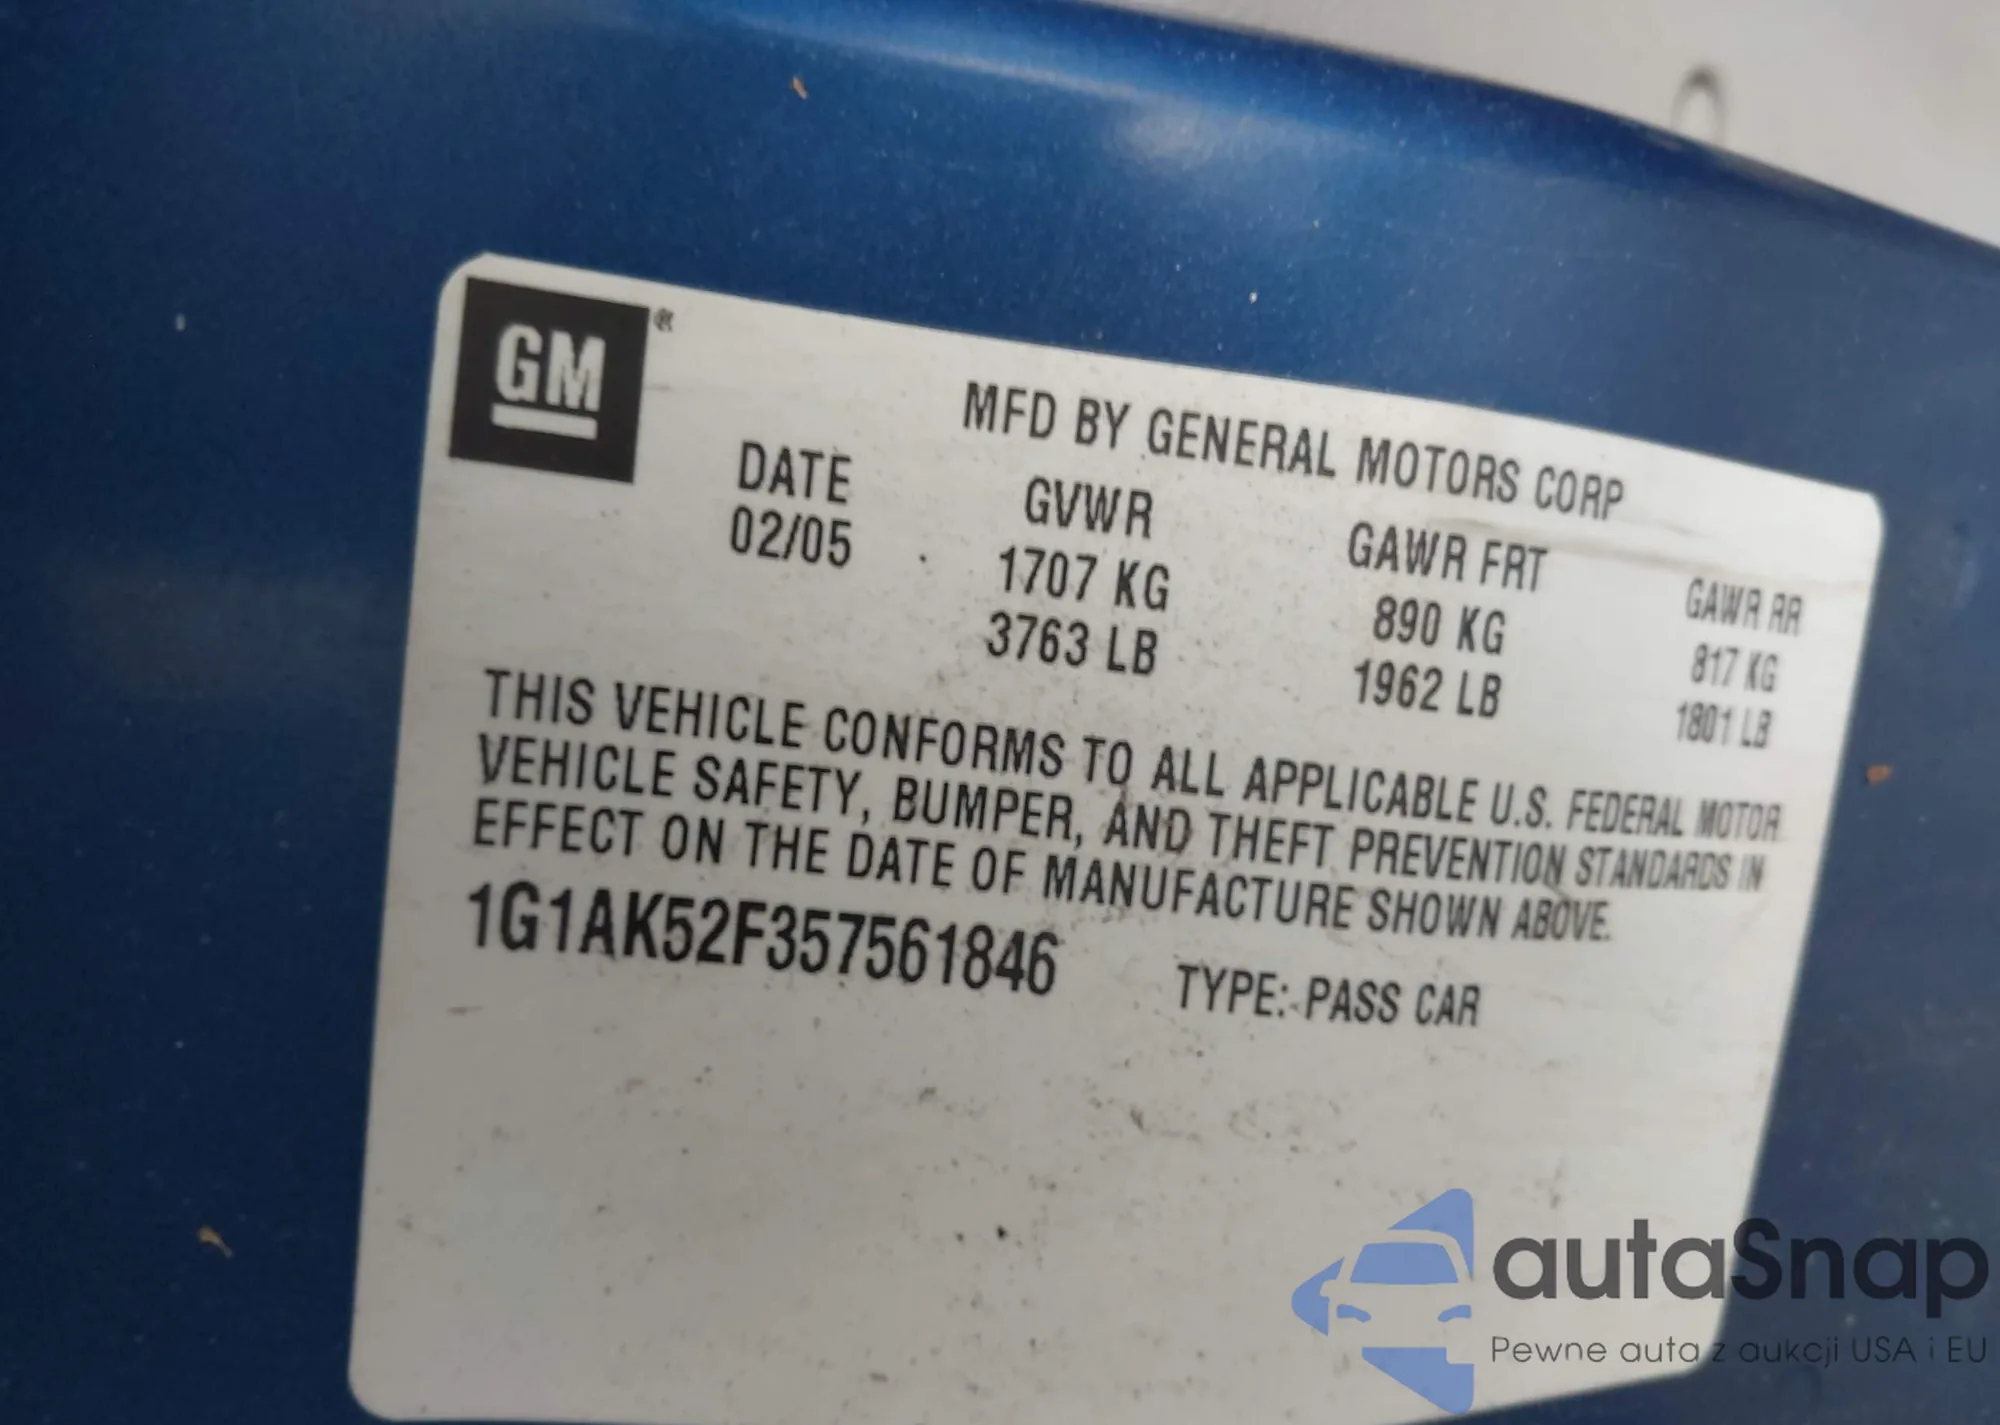 GM ®
MFD BY GENERAL MOTORS CORP
DATE GVWR GAWR FRT GAWR RR
02/05 1707 KG 890 KG 817 KG
3763 LB 1962 LB 1801 LB
THIS VEHICLE CONFORMS TO ALL APPLICABLE U.S. FEDERAL MOTOR
VEHICLE SAFETY, BUMPER, AND THEFT PREVENTION STANDARDS IN
EFFECT ON THE DATE OF MANUFACTURE SHOWN ABOVE.
1G1AK52F357561846 TYPE: PASS CAR
autaSnap
Pewne auta z aukcji USA i EU